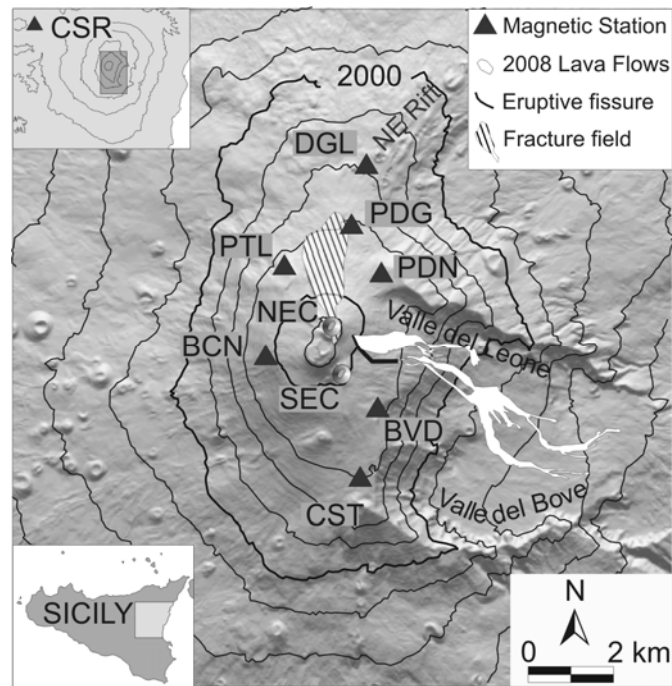 CSR
Magnetic Station
2008 Lava Flows
Eruptive fissure
Fracture field
2000
NE Rift
DGL
PDG
PTL
PDN
NEC
Valle del Leone
BCN
SEC
BVD
CST
Valle del Bove
SICILY
N
0 2 km